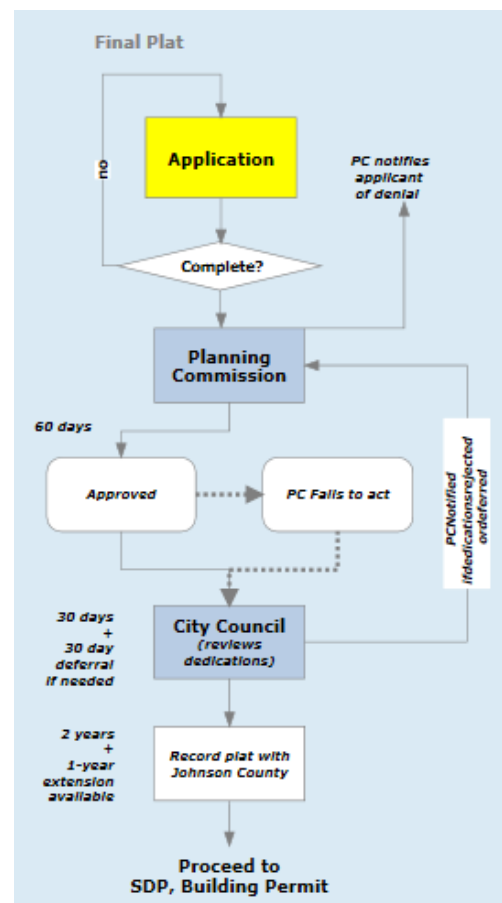 Final Plat
no
Application
PC notifies
applicant
of denial
Complete?
Planning
Commission
60 days
Approved
PC Fails to act
PCNotified
ifdedicationsrejected
ordeferred
30 days
+
30 day
deferral
if needed
City Council
(reviews
dedications)
2 years
+
1-year
extension
available
Record plat with
Johnson County
Proceed to
SDP, Building Permit